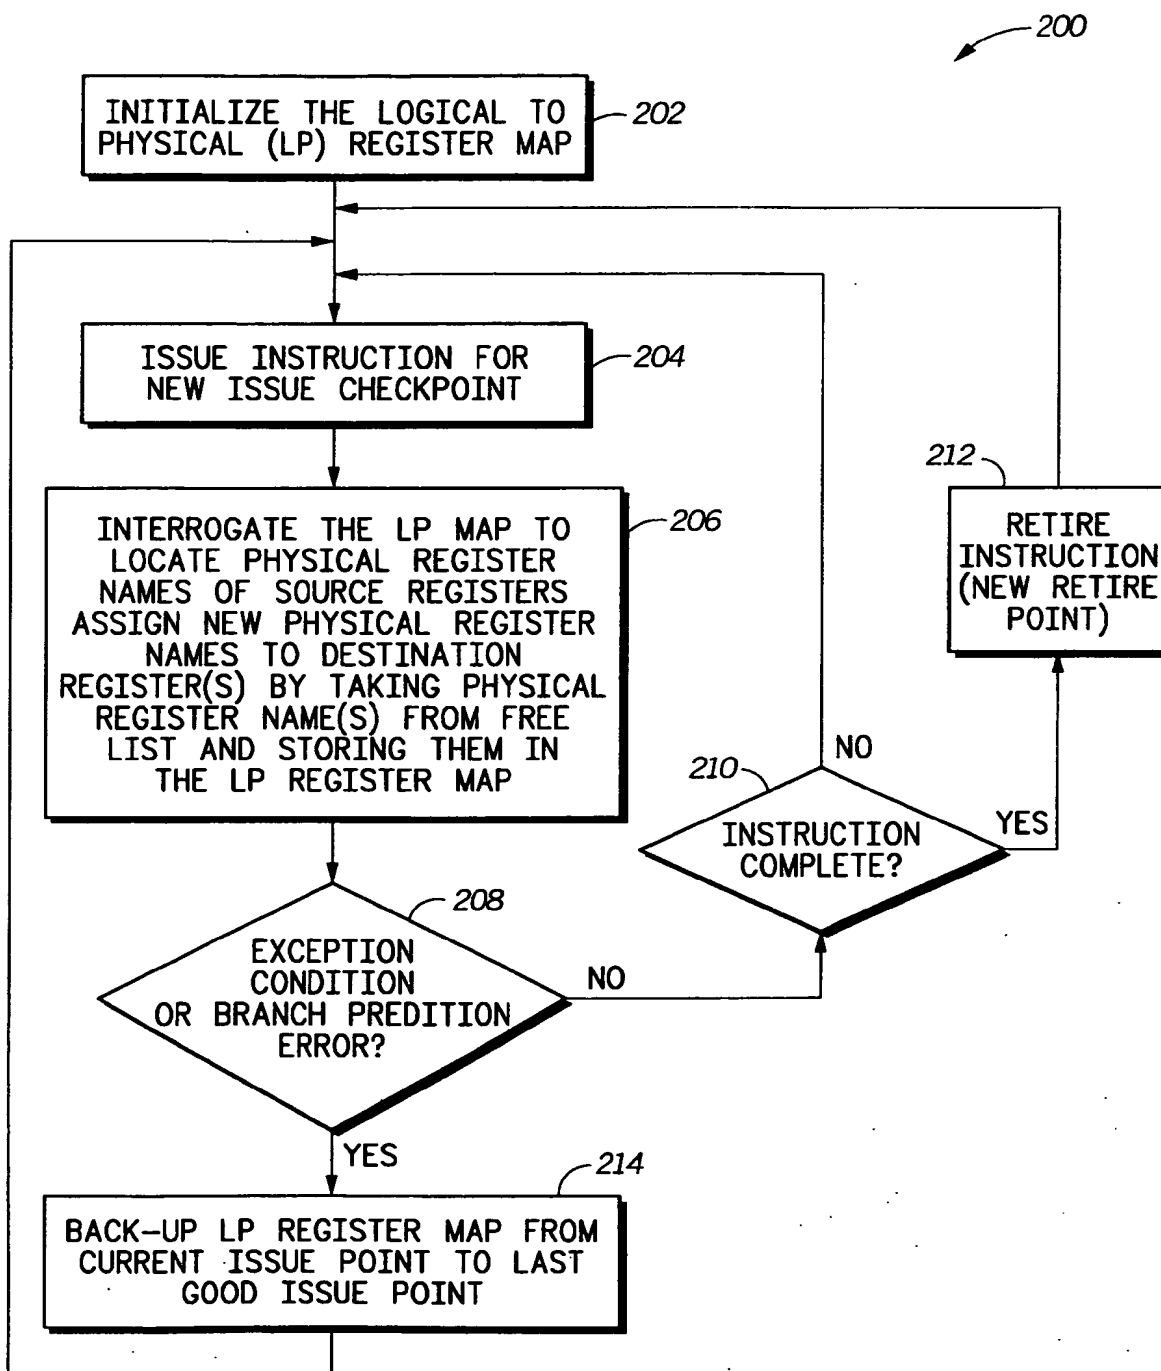 200
INITIALIZE THE LOGICAL TO
PHYSICAL (LP) REGISTER MAP
202
ISSUE INSTRUCTION FOR
NEW ISSUE CHECKPOINT
204
INTERROGATE THE LP MAP TO
LOCATE PHYSICAL REGISTER
NAMES OF SOURCE REGISTERS
ASSIGN NEW PHYSICAL REGISTER
NAMES TO DESTINATION
REGISTER(S) BY TAKING PHYSICAL
REGISTER NAME(S) FROM FREE
LIST AND STORING THEM IN
THE LP REGISTER MAP
206
212
RETIRE
INSTRUCTION
(NEW RETIRE
POINT)
NO
210
YES
INSTRUCTION
COMPLETE?
208
EXCEPTION
CONDITION
OR BRANCH PREDITION
ERROR?
NO
YES
214
BACK-UP LP REGISTER MAP FROM
CURRENT ISSUE POINT TO LAST
GOOD ISSUE POINT